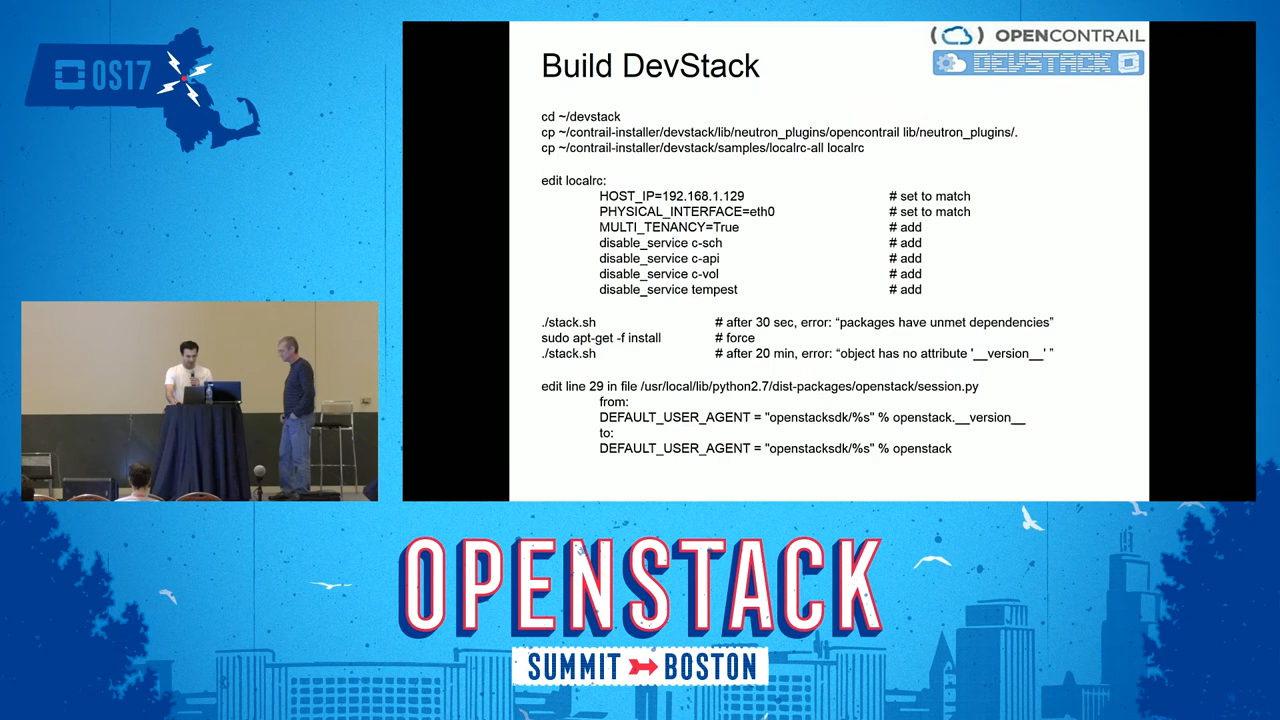 OS17
Build DevStack
OPENCONTRAIL
DEVSTACK
cd ~/devstack
cp ~/contrail-installer/devstack/lib/neutron_plugins/opencontrail lib/neutron_plugins/.
cp ~/contrail-installer/devstack/samples/localrc-all localrc
edit localrc:
HOST_IP=192.168.1.129 # set to match
PHYSICAL_INTERFACE=eth0 # set to match
MULTI_TENANCY=True # add
disable_service c-sch # add
disable_service c-api # add
disable_service c-vol # add
disable_service tempest # add
./stack.sh # after 30 sec, error: “packages have unmet dependencies”
sudo apt-get -f install # force
./stack.sh # after 20 min, error: “object has no attribute '__version__' ”
edit line 29 in file /usr/local/lib/python2.7/dist-packages/openstack/session.py
from:
DEFAULT_USER_AGENT = "openstacksdk/%s" % openstack.__version__
to:
DEFAULT_USER_AGENT = "openstacksdk/%s" % openstack
OPENSTACK
SUMMIT BOSTON